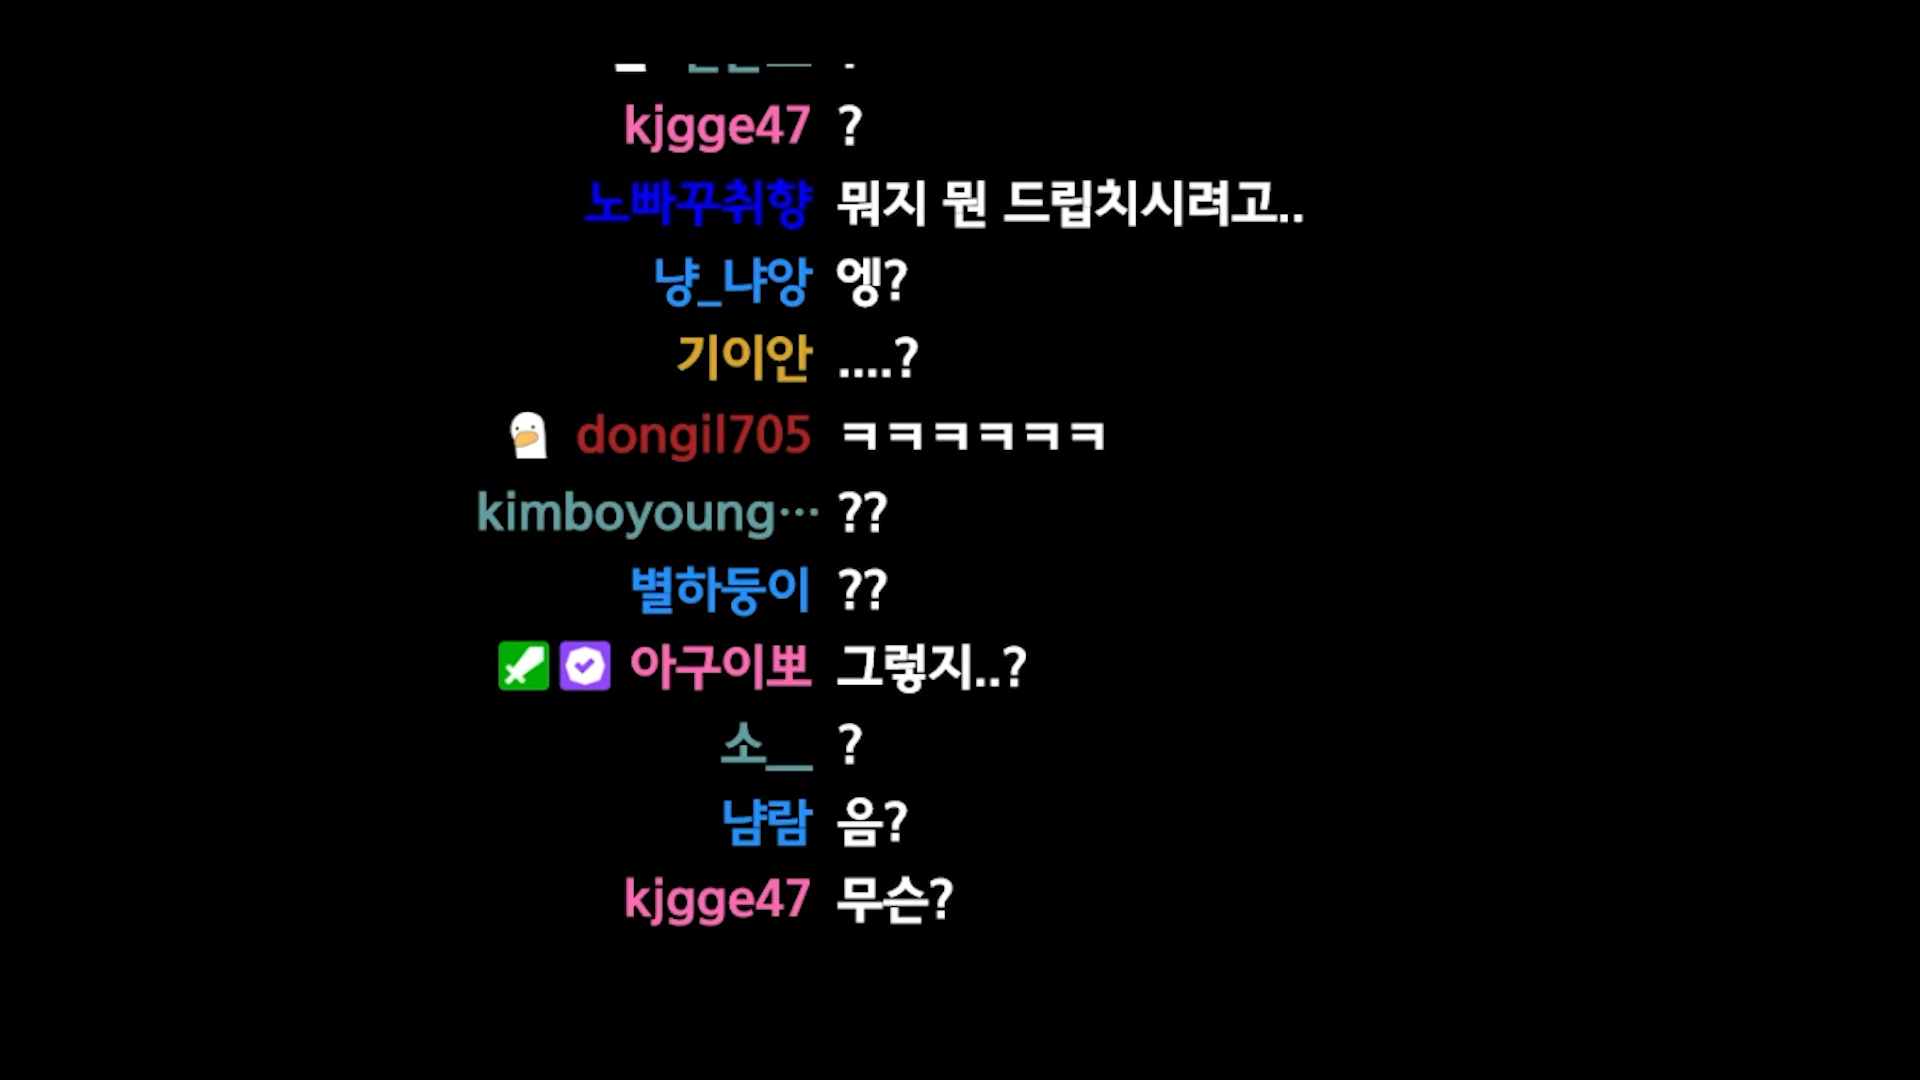 kjgge47 ?
노빠꾸취향 뭐지 뭔 드립치시려고..
냥_냐앙 엥?
기이안 ....?
dongil705 ㅋㅋㅋㅋㅋㅋ
kimboyoung… ??
별하둥이 ??
아구이뽀 그렇지..?
소__ ?
냠람 음?
kjgge47 무슨?